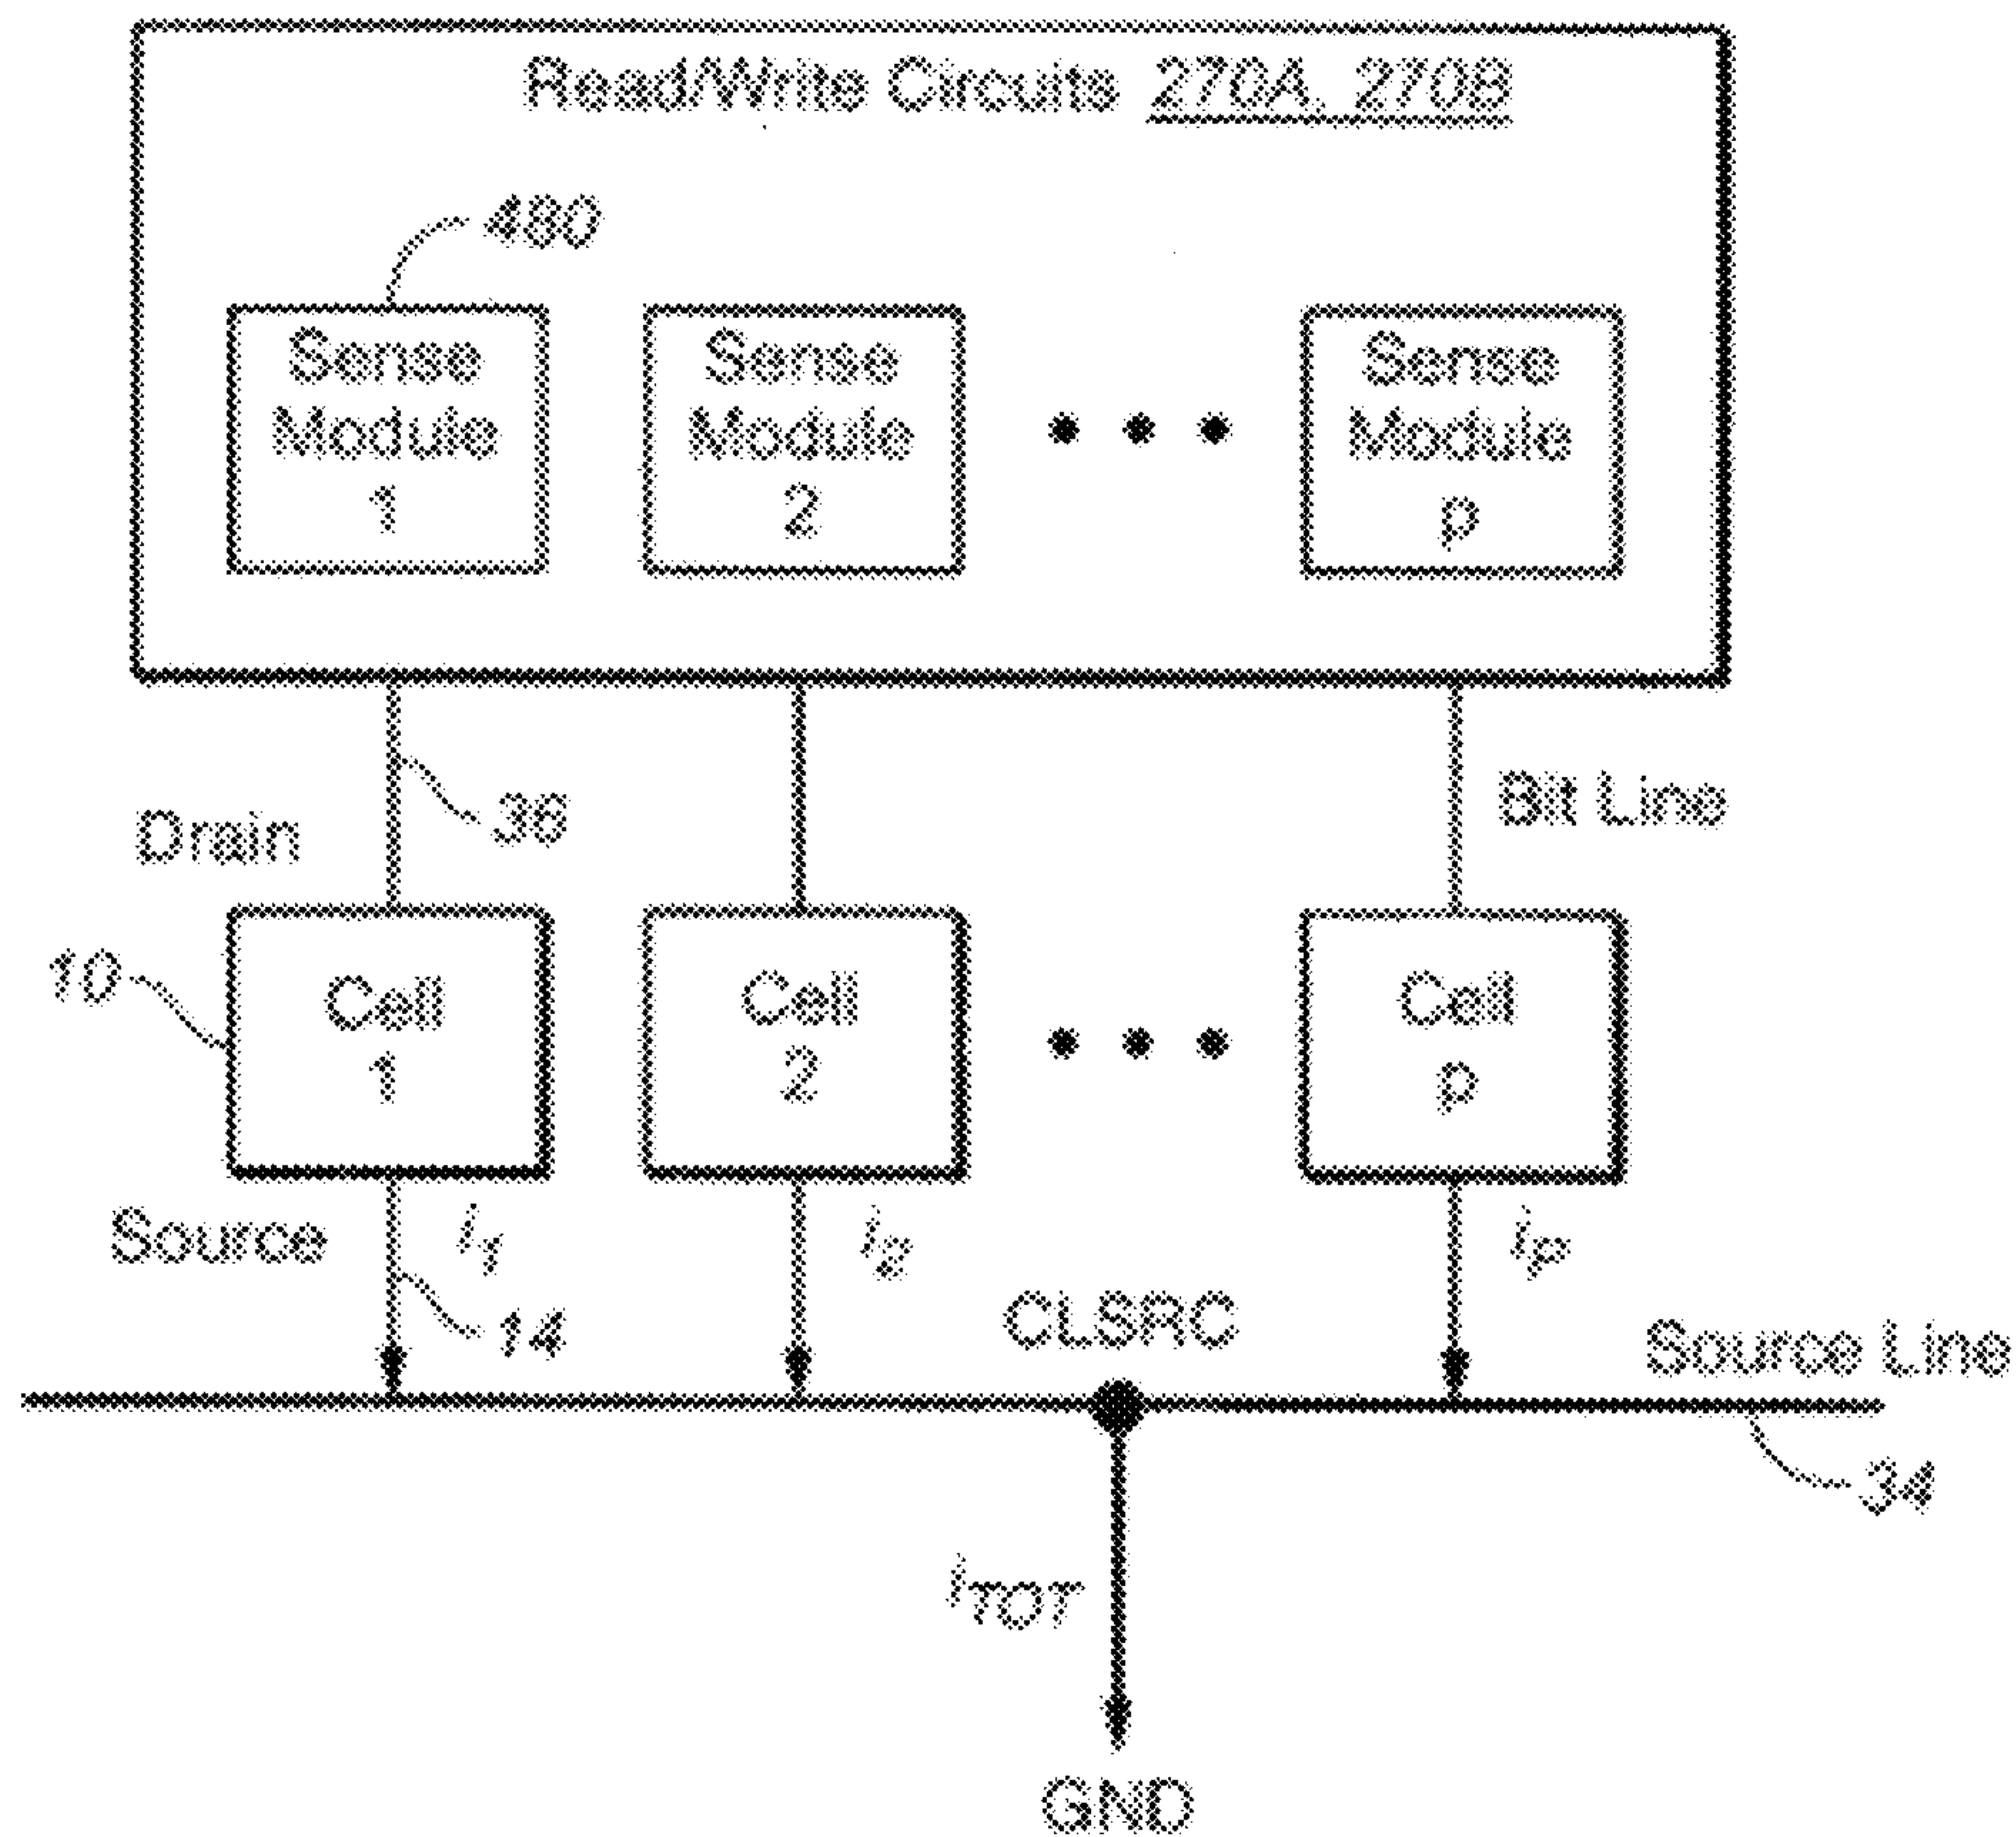 Read/Write Circuits 270A, 270B
480
Sense Module 1
Sense Module 2
Sense Module p
36
Drain
Bit Line
10
Cell 1
Cell 2
Cell p
Source
i1
i2
ip
14
CLSRC
Source Line
34
iTOT
GND